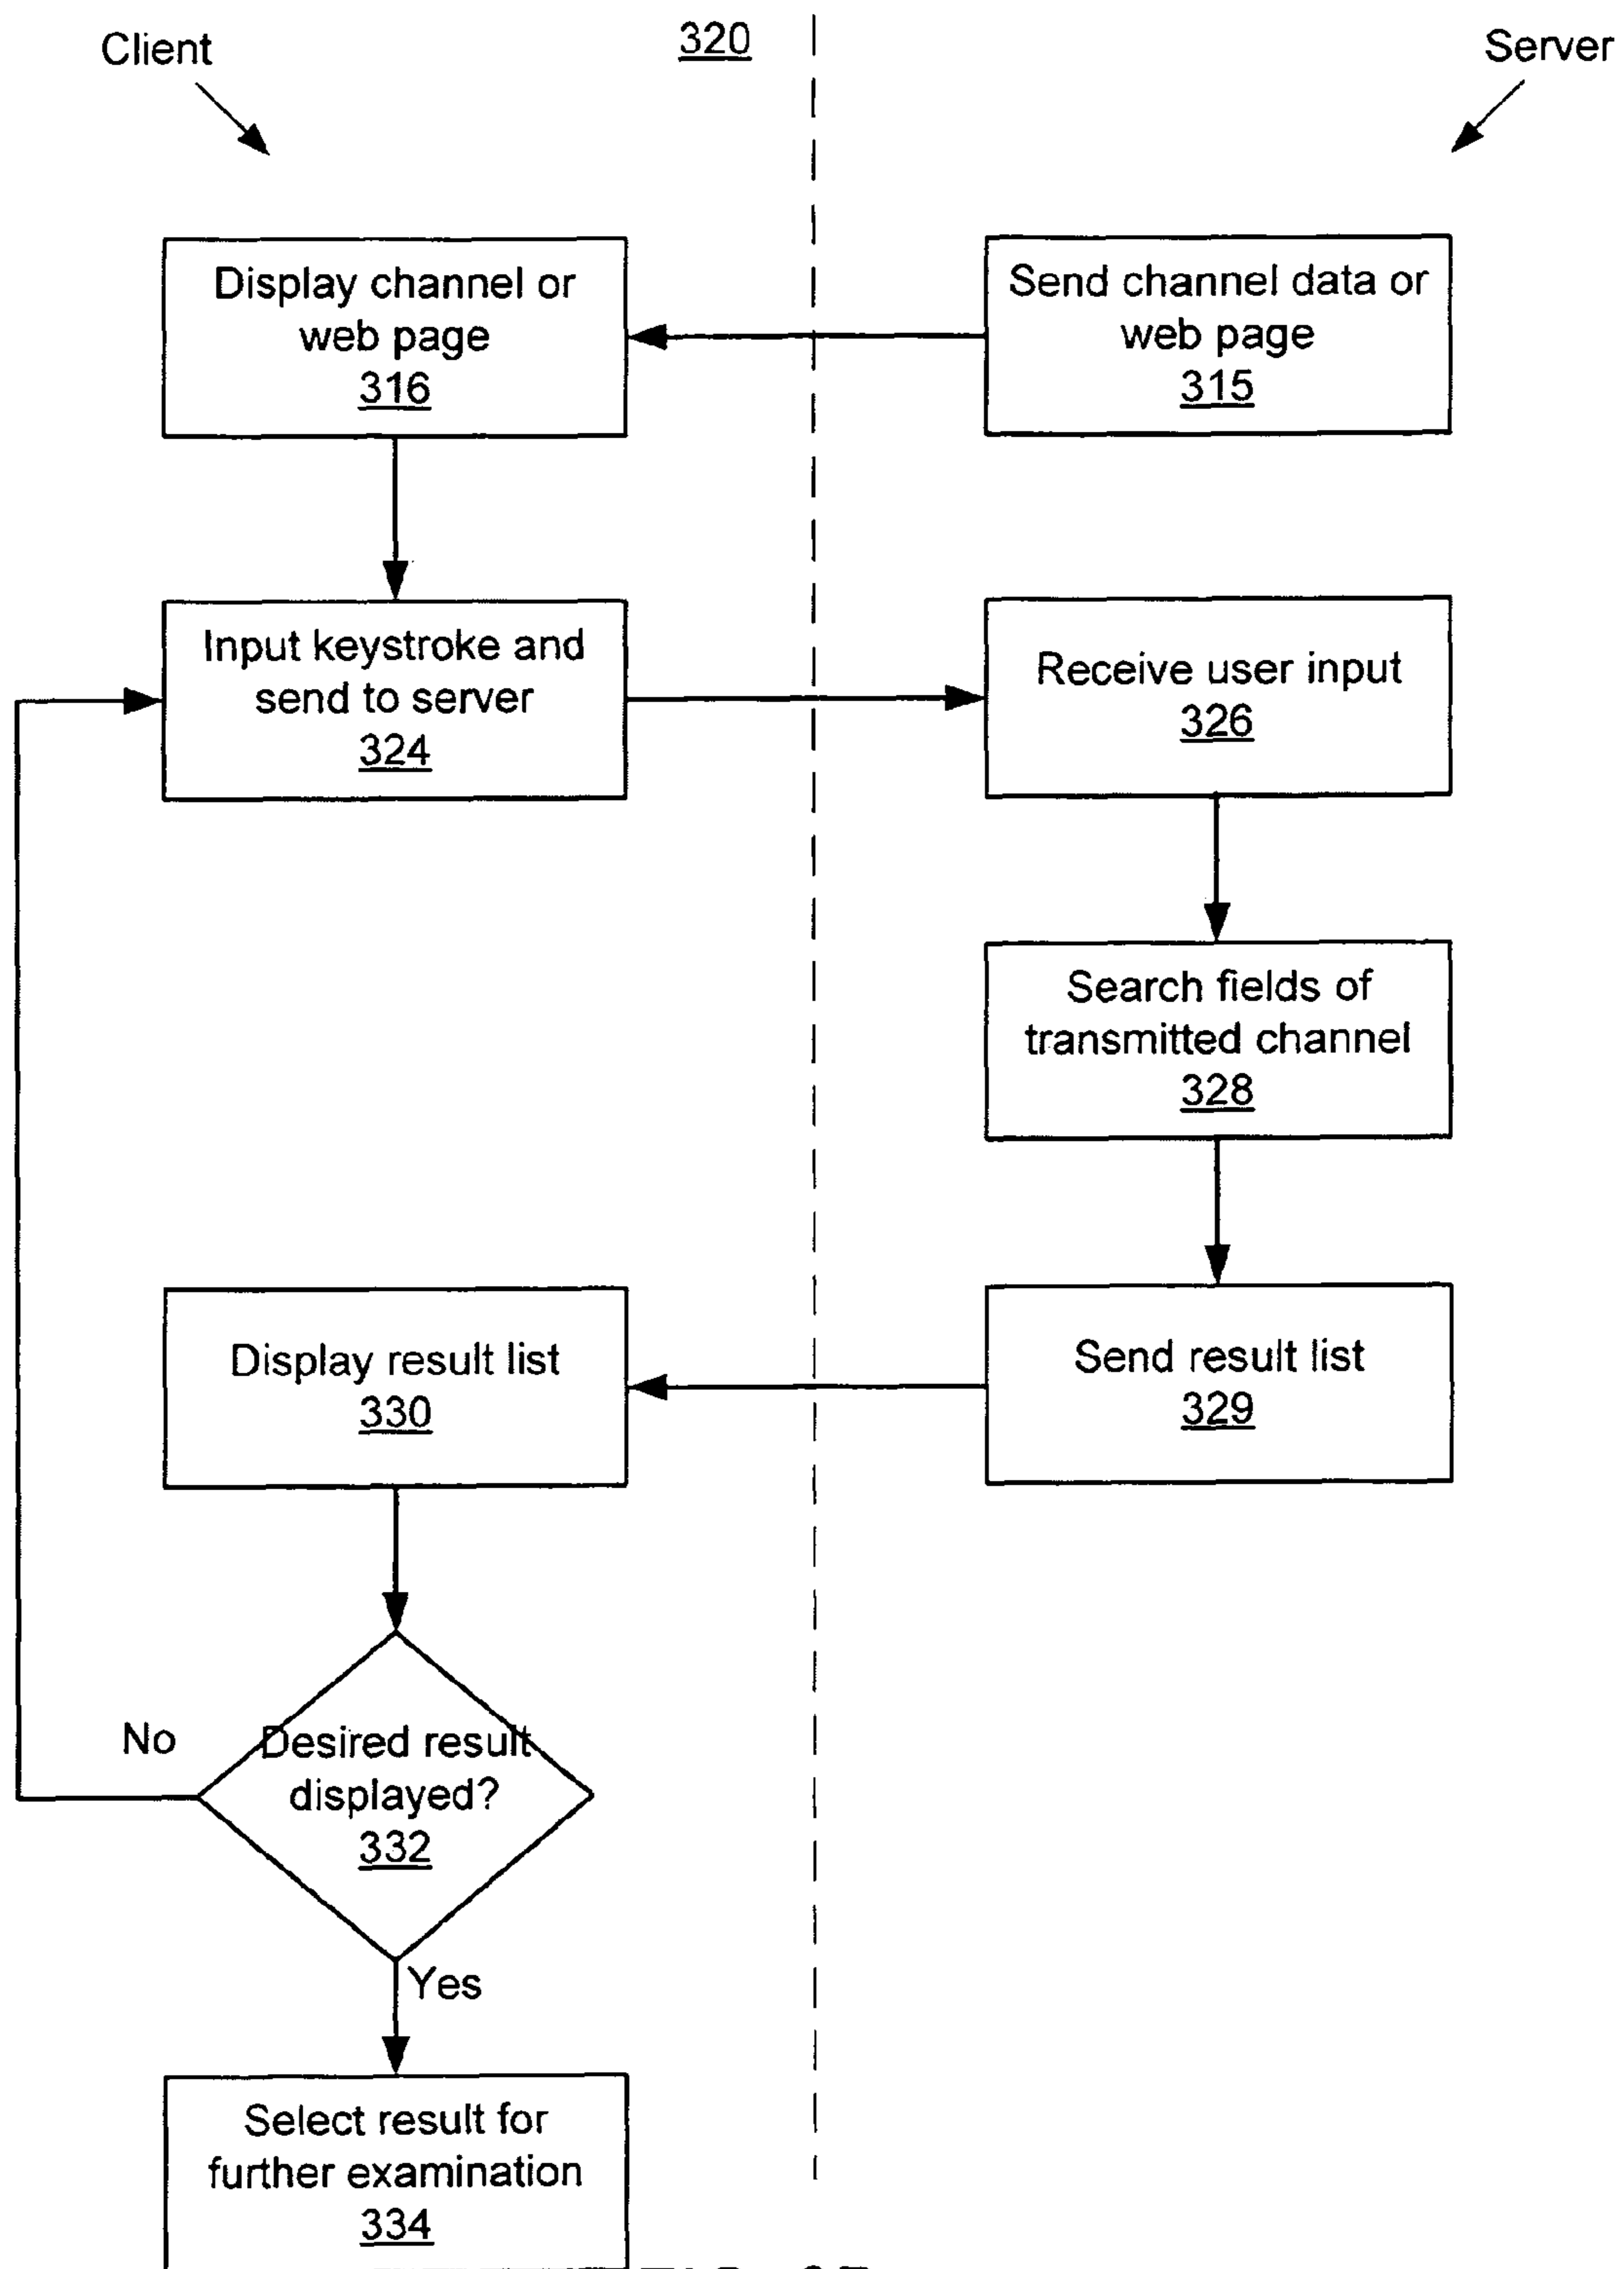 Client
320
Server
Display channel or
web page
316
Send channel data or
web page
315
Input keystroke and
send to server
324
Receive user input
326
Search fields of
transmitted channel
328
Display result list
330
Send result list
329
No
Desired result
displayed?
332
Yes
Select result for
further examination
334